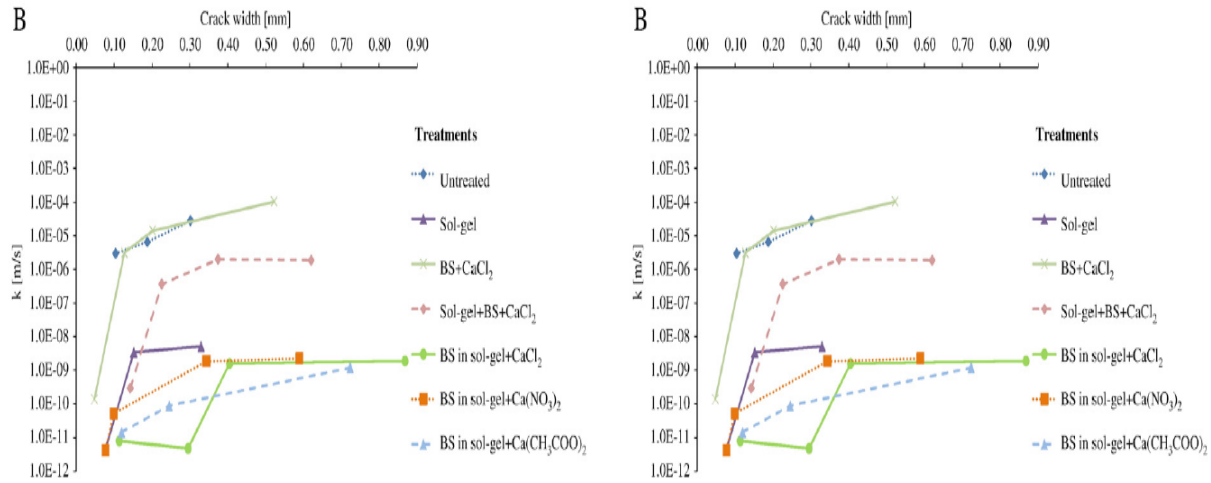 B
Crack width [mm]
0.00 0.10 0.20 0.30 0.40 0.50 0.60 0.70 0.80 0.90
1.0E+00
1.0E-01
1.0E-02
1.0E-03
1.0E-04
1.0E-05
1.0E-06
1.0E-07
1.0E-08
1.0E-09
1.0E-10
1.0E-11
1.0E-12
k [m/s]
Treatments
Untreated
Sol-gel
BS+CaCl₂
Sol-gel+BS+CaCl₂
BS in sol-gel+CaCl₂
BS in sol-gel+Ca(NO₃)₂
BS in sol-gel+Ca(CH₃COO)₂
B
Crack width [mm]
0.00 0.10 0.20 0.30 0.40 0.50 0.60 0.70 0.80 0.90
1.0E+00
1.0E-01
1.0E-02
1.0E-03
1.0E-04
1.0E-05
1.0E-06
1.0E-07
1.0E-08
1.0E-09
1.0E-10
1.0E-11
1.0E-12
k [m/s]
Treatments
Untreated
Sol-gel
BS+CaCl₂
Sol-gel+BS+CaCl₂
BS in sol-gel+CaCl₂
BS in sol-gel+Ca(NO₃)₂
BS in sol-gel+Ca(CH₃COO)₂